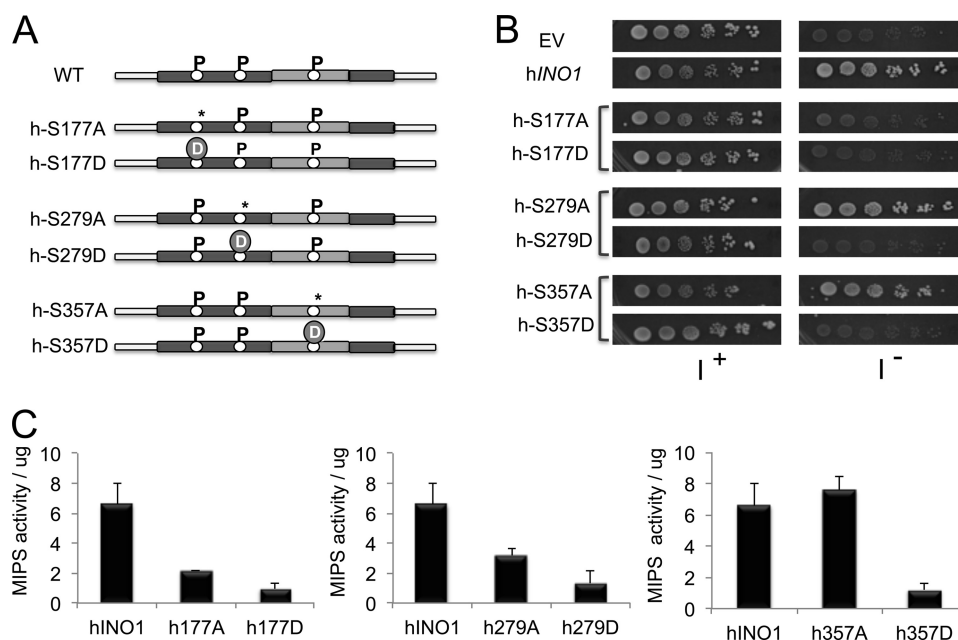 A
WT
P P P
h-S177A
* P P
h-S177D
D P P
h-S279A
P * P
h-S279D
P D P
h-S357A
P P *
h-S357D
P P D
B
EV
hINO1
h-S177A
h-S177D
h-S279A
h-S279D
h-S357A
h-S357D
I + I -
C
MIPS activity / ug
10
8
6
4
2
0
hINO1 h177A h177D
MIPS activity / ug
10
8
6
4
2
0
hINO1 h279A h279D
MIPS activity / ug
10
8
6
4
2
0
hINO1 h357A h357D